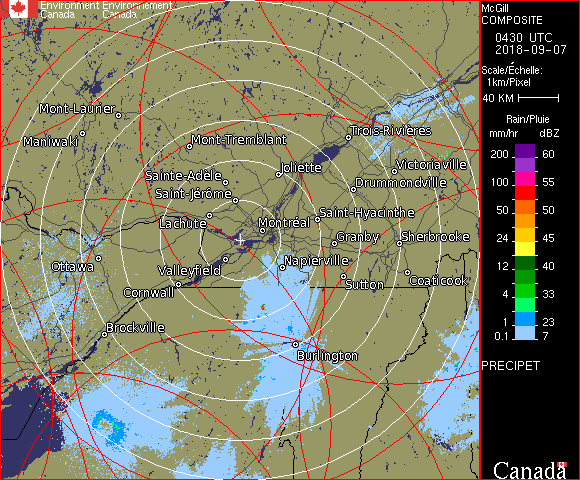 Environment Environnement
Canada Canada
McGill
COMPOSITE
0430 UTC
2018-09-07
Scale/Échelle:
1km/Pixel
40 KM
Rain/Pluie
mm/hr dBZ
200 60
100 55
50 50
24 45
12 40
4 33
1 23
0.1 7
PRECIPET
Canada
Mont-Laurier
Maniwaki
Mont-Tremblant
Trois-Rivières
Joliette
Victoriaville
Sainte-Adèle
Drummondville
Saint-Jérôme
Lachute
Montréal
Saint-Hyacinthe
Granby
Sherbrooke
Ottawa
Valleyfield
Napierville
Cornwall
Sutton
Coaticook
Brockville
Burlington